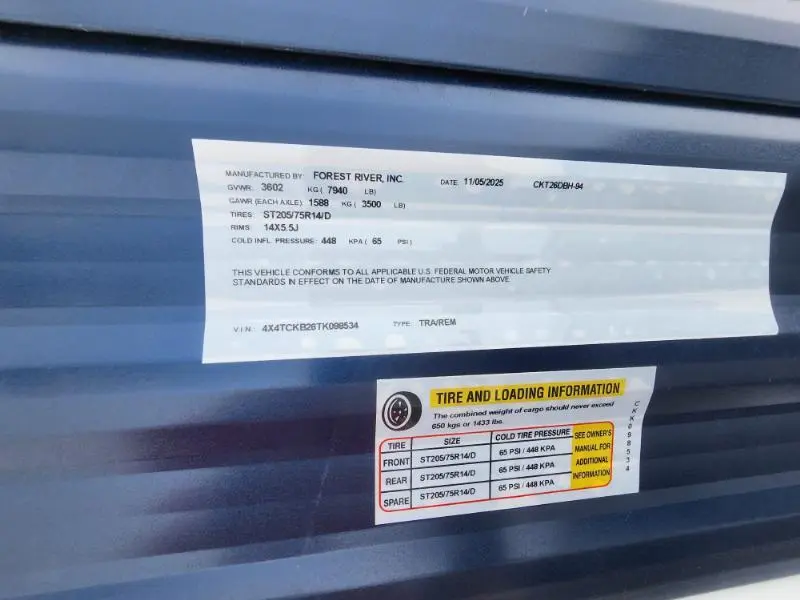 MANUFACTURED BY: FOREST RIVER, INC. DATE: 11/05/2025 CKT26DBH-94
GVWR: 3602 KG ( 7940 LB)
GAWR (EACH AXLE): 1588 KG ( 3500 LB)
TIRES: ST205/75R14/D
RIMS: 14X5.5J
COLD INFL. PRESSURE: 448 KPA ( 65 PSI )
THIS VEHICLE CONFORMS TO ALL APPLICABLE U.S. FEDERAL MOTOR VEHICLE SAFETY
STANDARDS IN EFFECT ON THE DATE OF MANUFACTURE SHOWN ABOVE.
V.I.N.: 4X4TCKB26TK098534 TYPE: TRA/REM
TIRE AND LOADING INFORMATION
The combined weight of cargo should never exceed
650 kgs or 1433 lbs.
TIRE SIZE COLD TIRE PRESSURE
FRONT ST205/75R14/D 65 PSI / 448 KPA
REAR ST205/75R14/D 65 PSI / 448 KPA
SPARE ST205/75R14/D 65 PSI / 448 KPA
SEE OWNER'S
MANUAL FOR
ADDITIONAL
INFORMATION
CKK098534